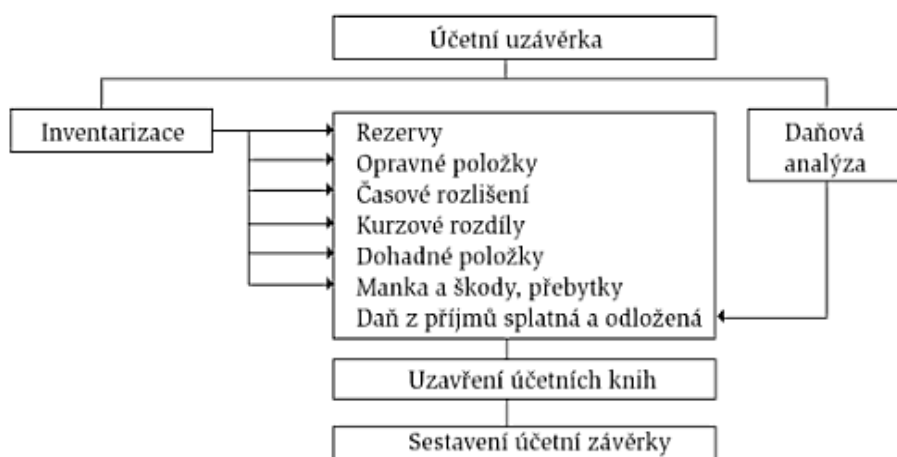 Účetní uzávěrka
Inventarizace
Rezervy
Opravné položky
Časové rozlišení
Kurzové rozdíly
Dohadné položky
Manka a škody, přebytky
Daň z příjmů splatná a odložená
Daňová
analýza
Uzavření účetních knih
Sestavení účetní závěrky